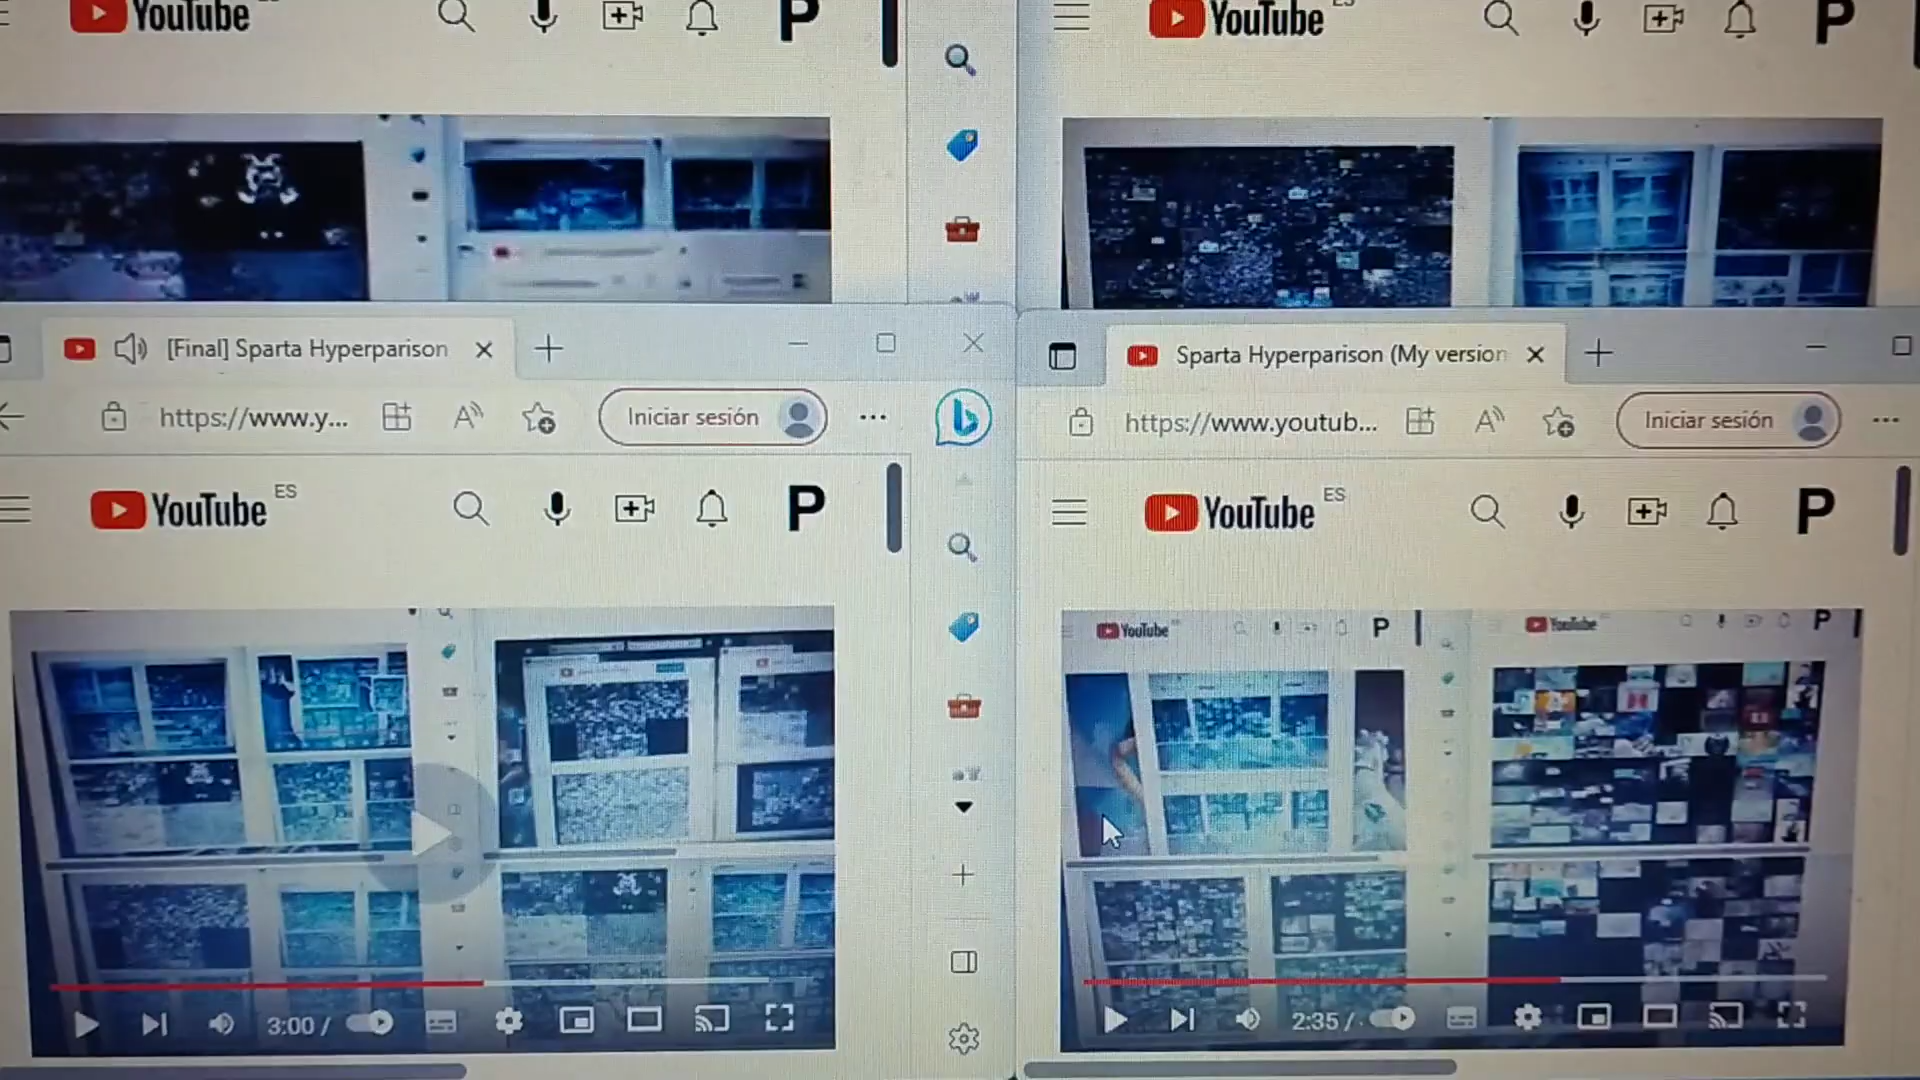 YouTube
P
YouTube
ES
P
[Final] Sparta Hyperparison
https://www.y...
A
Iniciar sesión
Sparta Hyperparison (My version
https://www.youtub...
A
Iniciar sesión
YouTube
ES
P
YouTube
ES
P
YouTube
P
YouTube
P
3:00 /
2:35 /